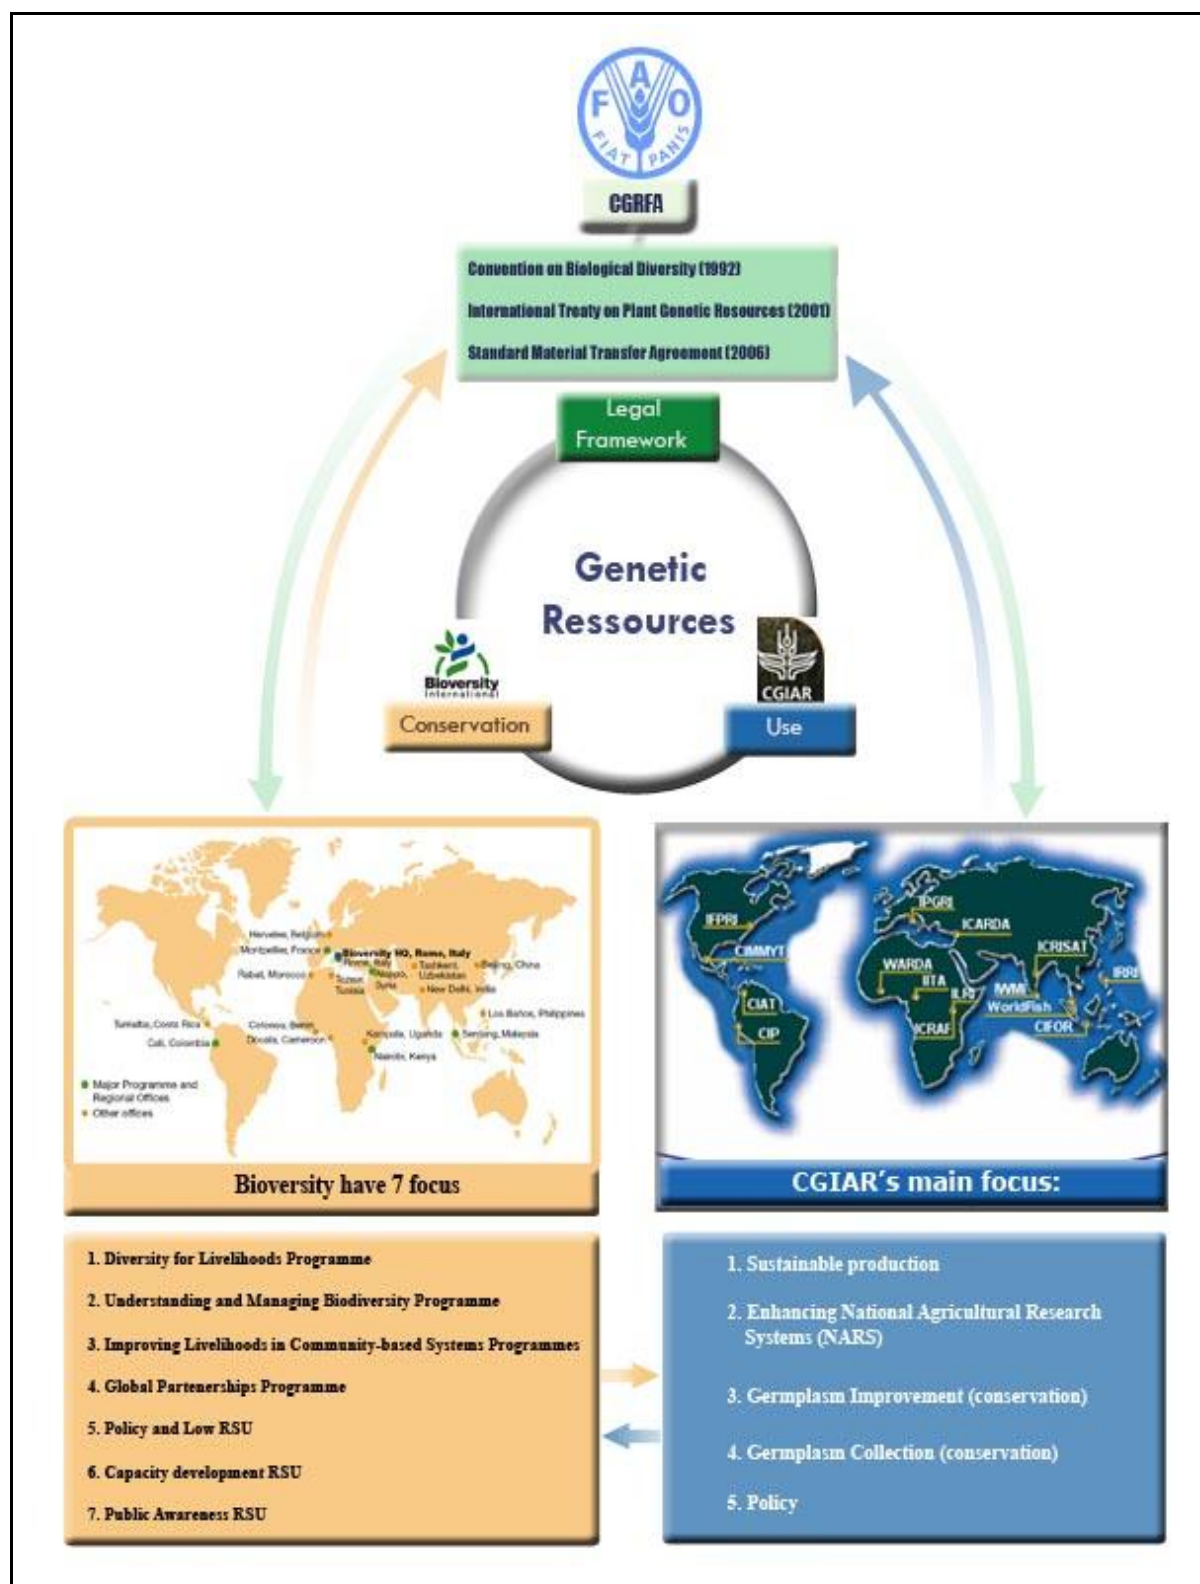 FAO
FIAT PANIS
CGRFA
Convention on Biological Diversity (1992)
International Treaty on Plant Genetic Resources (2001)
Standard Material Transfer Agreement (2006)
Legal
Framework
Genetic
Ressources
Bioversity
International
Conservation
CGIAR
Use
Heverlee, Belgium
Montpellier, France
Bioversity HQ, Rome, Italy
Rome, Italy
Rabat, Morocco
Tozeur,
Tunisia
Aleppo,
Syria
Tashkent,
Uzbekistan
Beijing, China
New Delhi, India
Los Baños, Philippines
Turrialba, Costa Rica
Cali, Colombia
Cotonou, Benin
Douala, Cameroon
Kampala, Uganda
Nairobi, Kenya
Serdang, Malaysia
Major Programme and
Regional Offices
Other offices
IFPRI
CIMMYT
CIAT
CIP
IPGRI
ICARDA
WARDA
IITA
ILRI
ICRAF
ICRISAT
IWMI
WorldFish
CIFOR
IRRI
Bioversity have 7 focus
CGIAR's main focus:
1. Diversity for Livelihoods Programme
2. Understanding and Managing Biodiversity Programme
3. Improving Livelihoods in Community-based Systems Programmes
4. Global Partenerships Programme
5. Policy and Low RSU
6. Capacity development RSU
7. Public Awareness RSU
1. Sustainable production
2. Enhancing National Agricultural Research
Systems (NARS)
3. Germplasm Improvement (conservation)
4. Germplasm Collection (conservation)
5. Policy